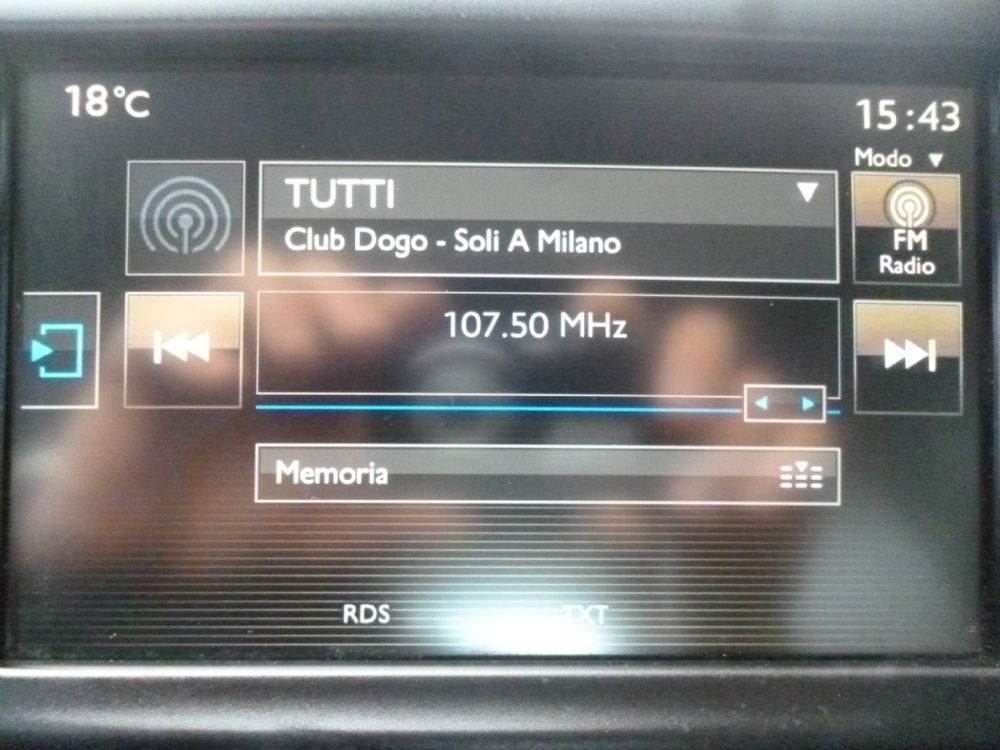 18°C
15:43
Modo
TUTTI
Club Dogo - Soli A Milano
FM
Radio
107.50 MHz
Memoria
RDS
TXT